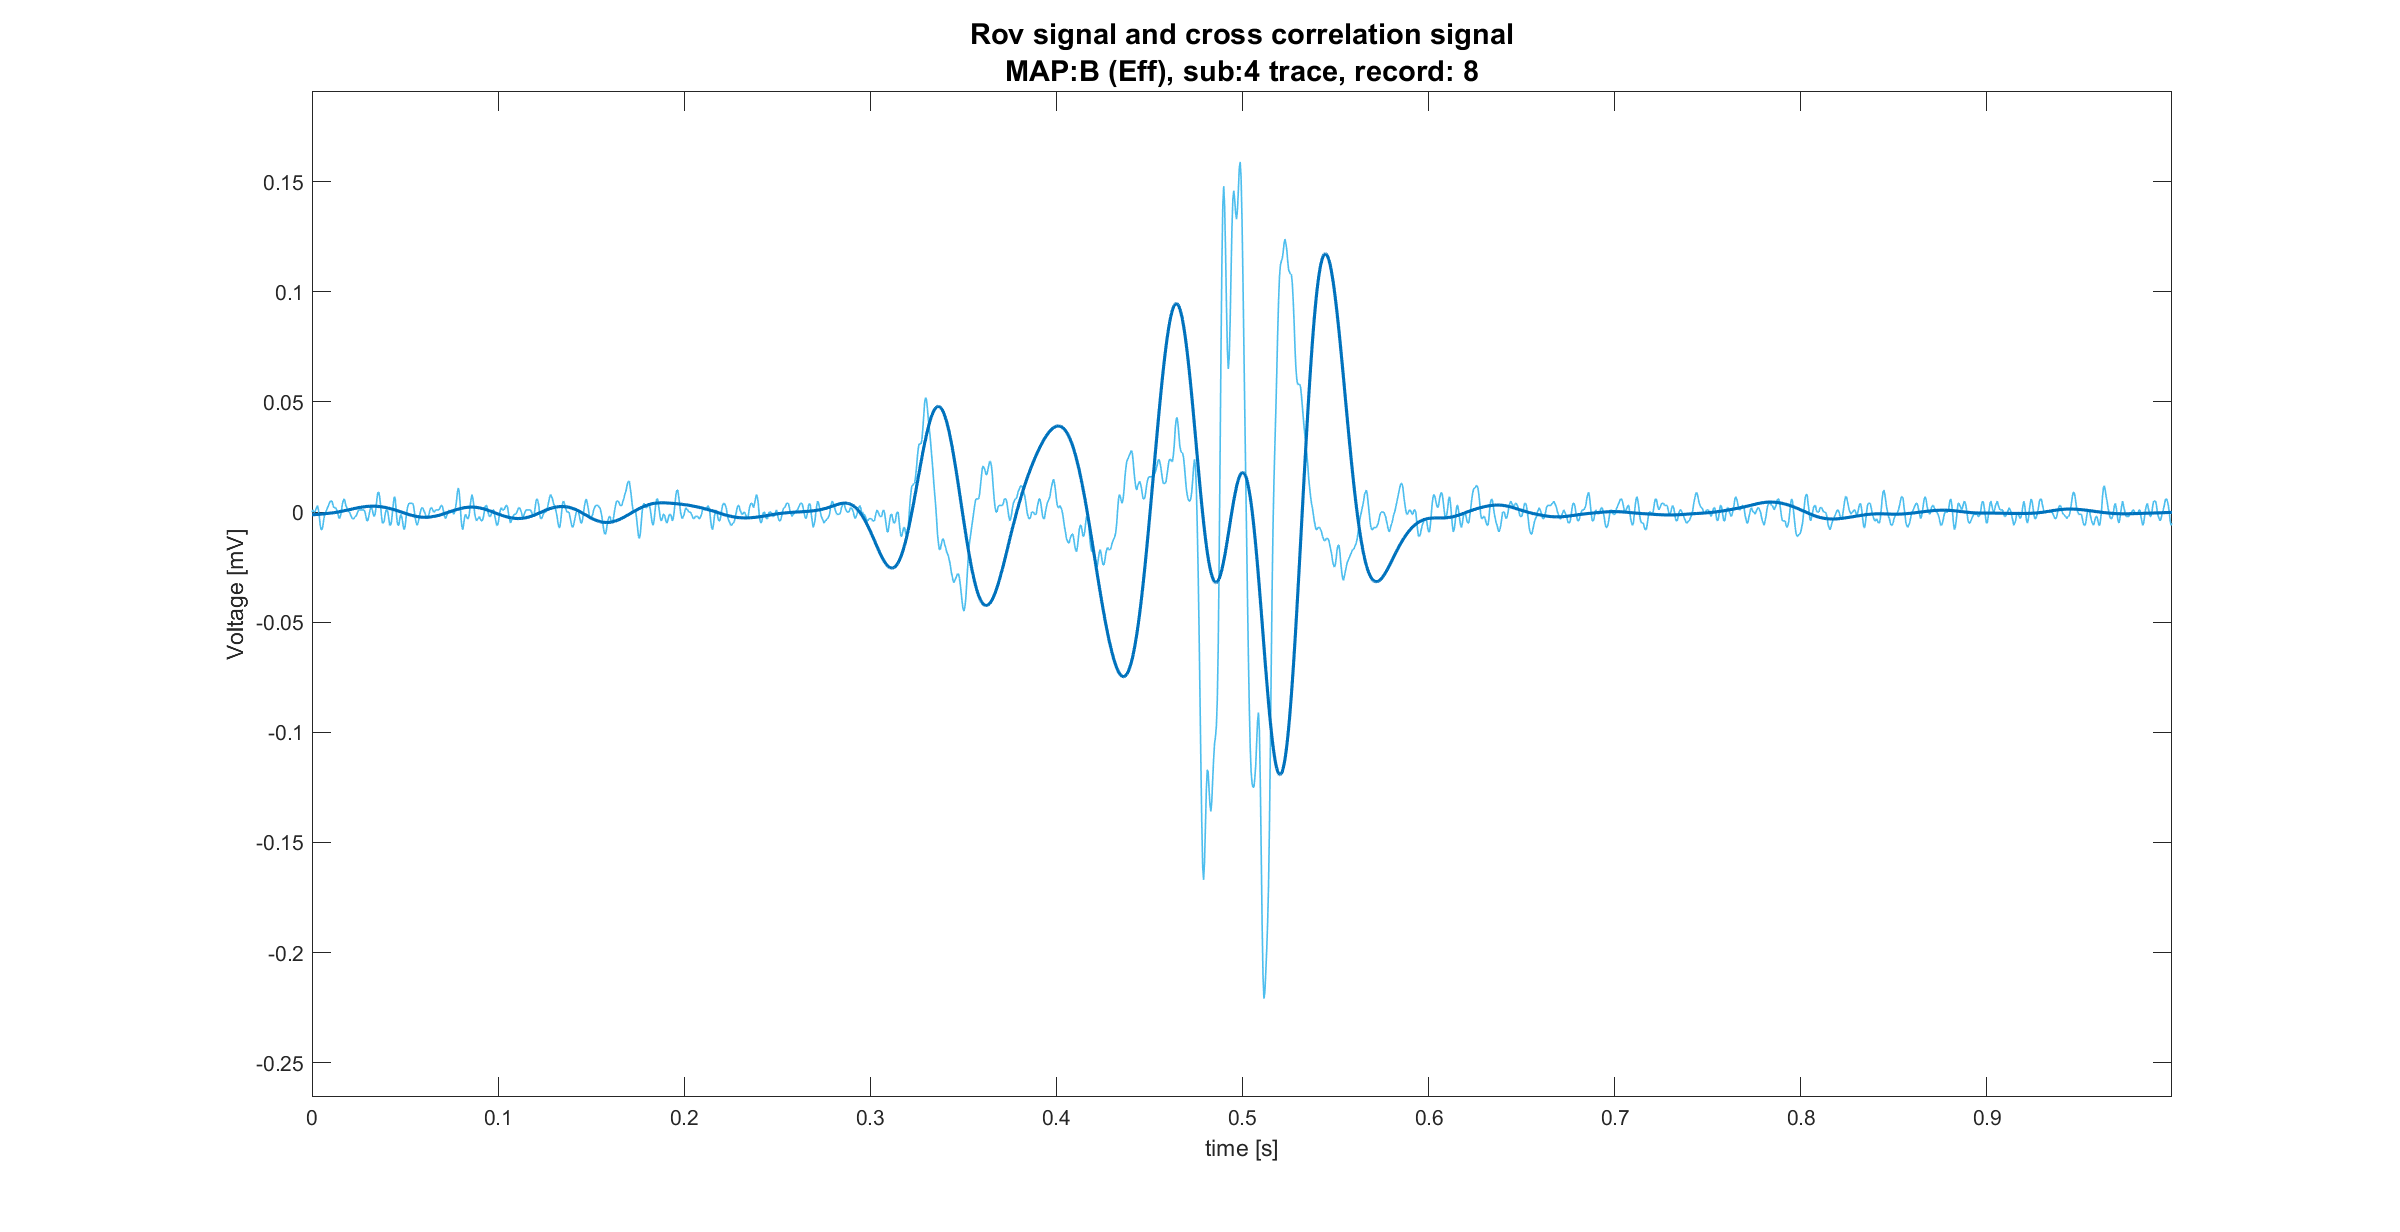 Rov signal and cross correlation signal
MAP:B (Eff), sub:4 trace, record: 8
0.15
0.1
0.05
0
-0.05
-0.1
-0.15
-0.2
-0.25
Voltage [mV]
0 0.1 0.2 0.3 0.4 0.5 0.6 0.7 0.8 0.9
time [s]